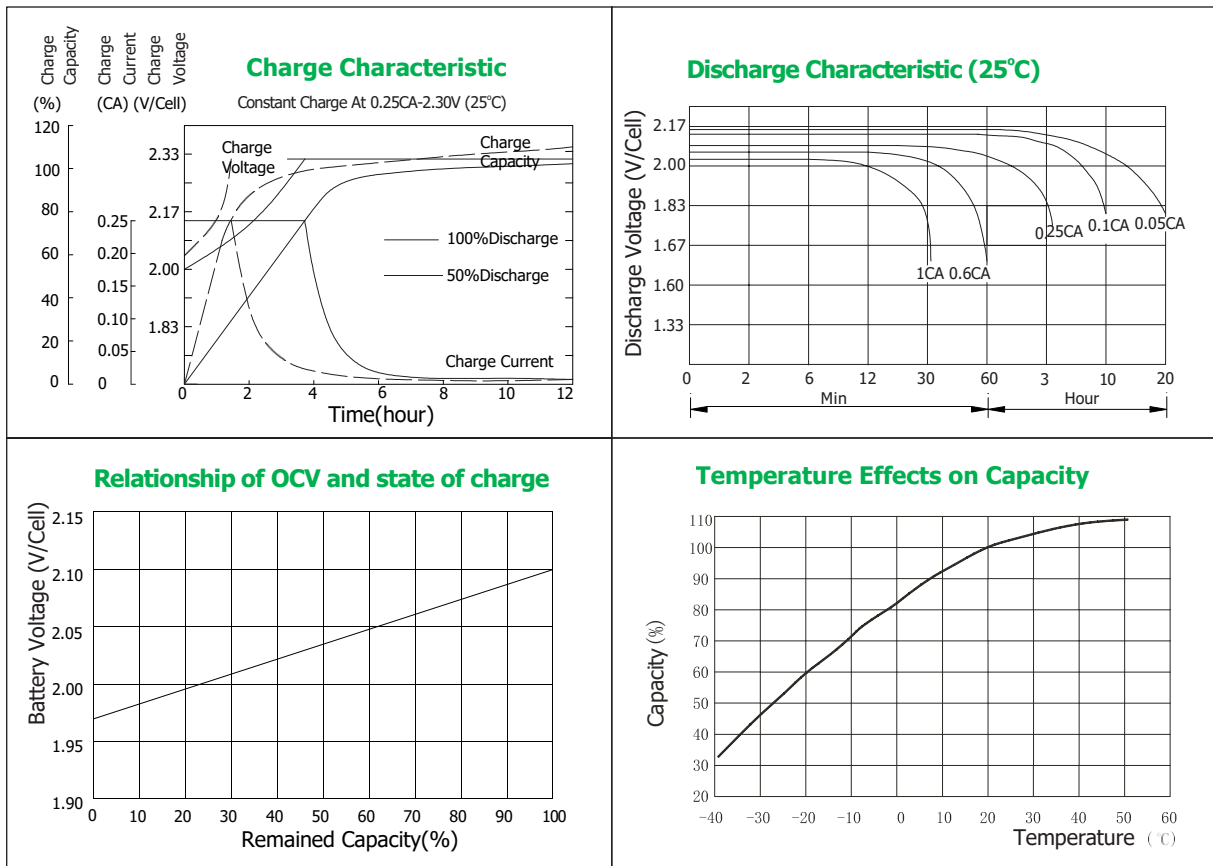 Charge
Capacity
Charge
Current
Charge
Voltage
(%)
(CA) (V/Cell)
Charge Characteristic
Constant Charge At 0.25CA-2.30V (25°C)
120
100
80
60
40
20
0
0.25
0.20
0.15
0.10
0.05
0
2.33
2.17
2.00
1.83
Charge
Voltage
Charge
Capacity
100%Discharge
50%Discharge
Charge Current
0 2 4 6 8 10 12
Time(hour)
Discharge Characteristic (25°C)
Discharge Voltage (V/Cell)
2.17
2.00
1.83
1.67
1.60
1.33
1CA 0.6CA 0.25CA 0.1CA 0.05CA
0 2 6 12 30 60 3 10 20
Min Hour
Relationship of OCV and state of charge
Battery Voltage (V/Cell)
2.15
2.10
2.05
2.00
1.95
1.90
0 10 20 30 40 50 60 70 80 90 100
Remained Capacity(%)
Temperature Effects on Capacity
Capacity(%)
110
100
90
80
70
60
50
40
30
20
-40 -30 -20 -10 0 10 20 30 40 50 60
Temperature (℃)